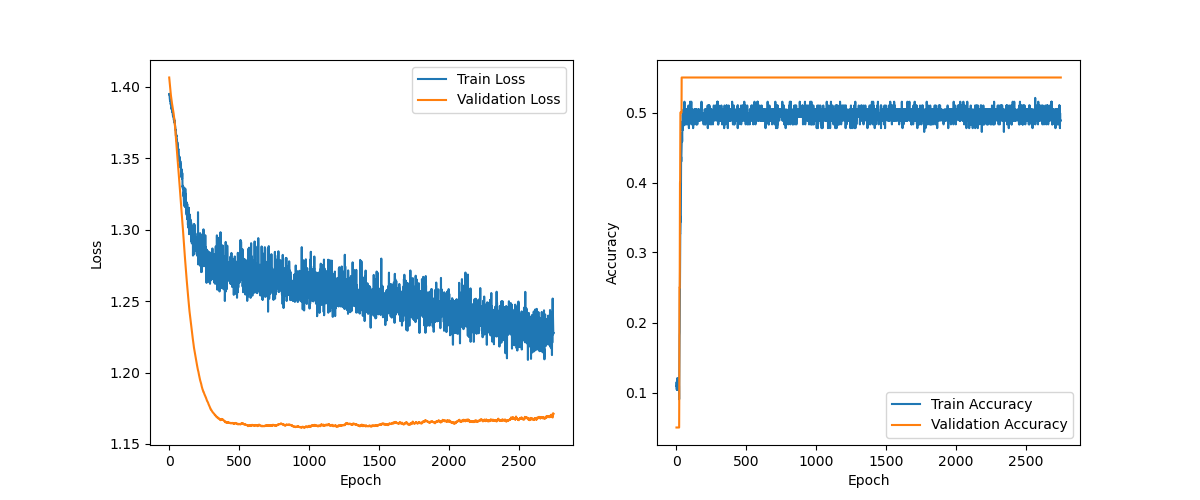 1.40
1.35
1.30
1.25
1.20
1.15
Loss
0
500
1000
1500
2000
2500
Epoch
Train Loss
Validation Loss
0.5
0.4
0.3
0.2
0.1
Accuracy
0
500
1000
1500
2000
2500
Epoch
Train Accuracy
Validation Accuracy